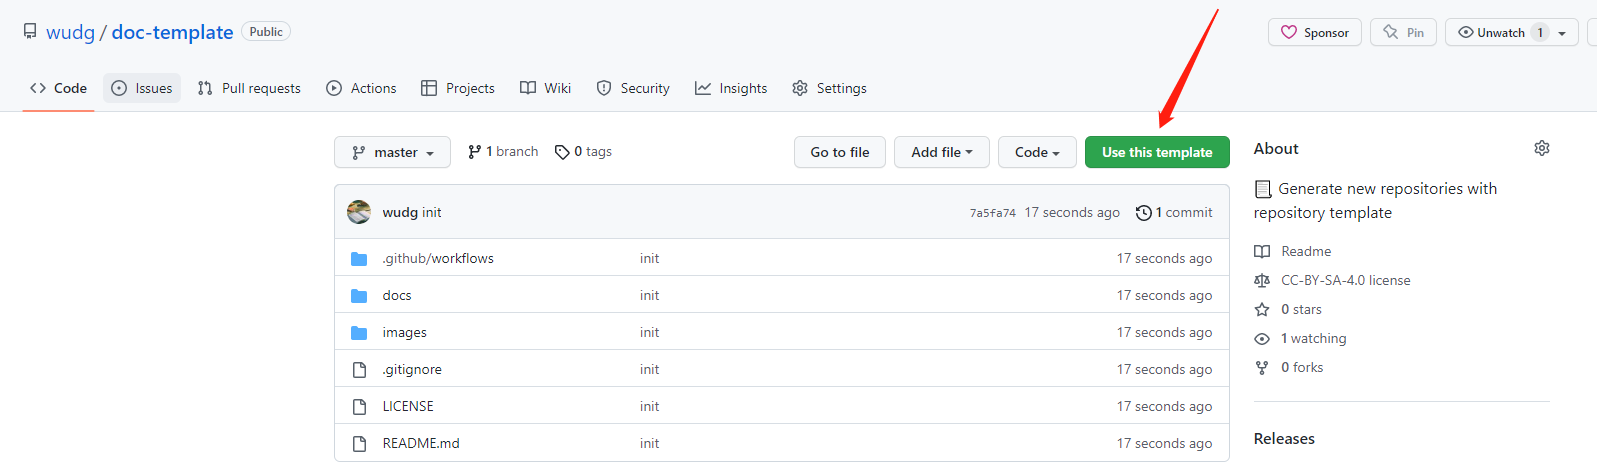 wudg / doc-template Public
Sponsor Pin Unwatch 1
Code Issues Pull requests Actions Projects Wiki Security Insights Settings
master 1 branch 0 tags Go to file Add file Code Use this template
wudg init 7a5fa74 17 seconds ago 1 commit
.github/workflows init 17 seconds ago
docs init 17 seconds ago
images init 17 seconds ago
.gitignore init 17 seconds ago
LICENSE init 17 seconds ago
README.md init 17 seconds ago
About
Generate new repositories with
repository template
Readme
CC-BY-SA-4.0 license
0 stars
1 watching
0 forks
Releases